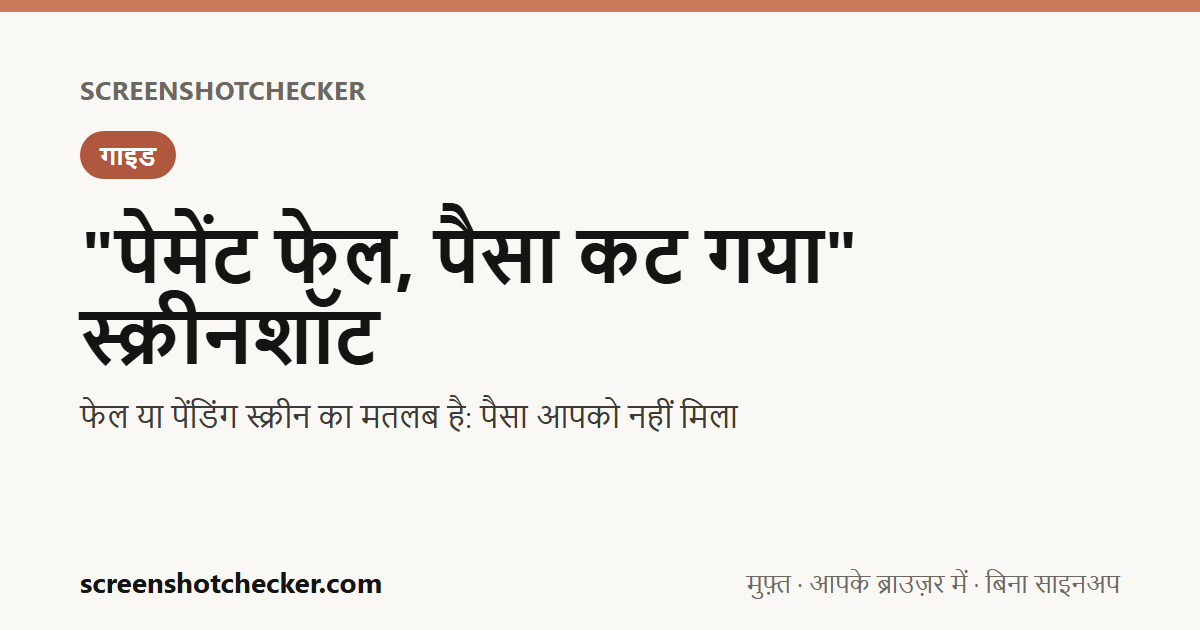 SCREENSHOTCHECKER
गाइड
"पेमेंट फेल, पैसा कट गया"
स्क्रीनशॉट
फेल या पेंडिंग स्क्रीन का मतलब है: पैसा आपको नहीं मिला
screenshotchecker.com
मुफ़्त · आपके ब्राउज़र में · बिना साइनअप